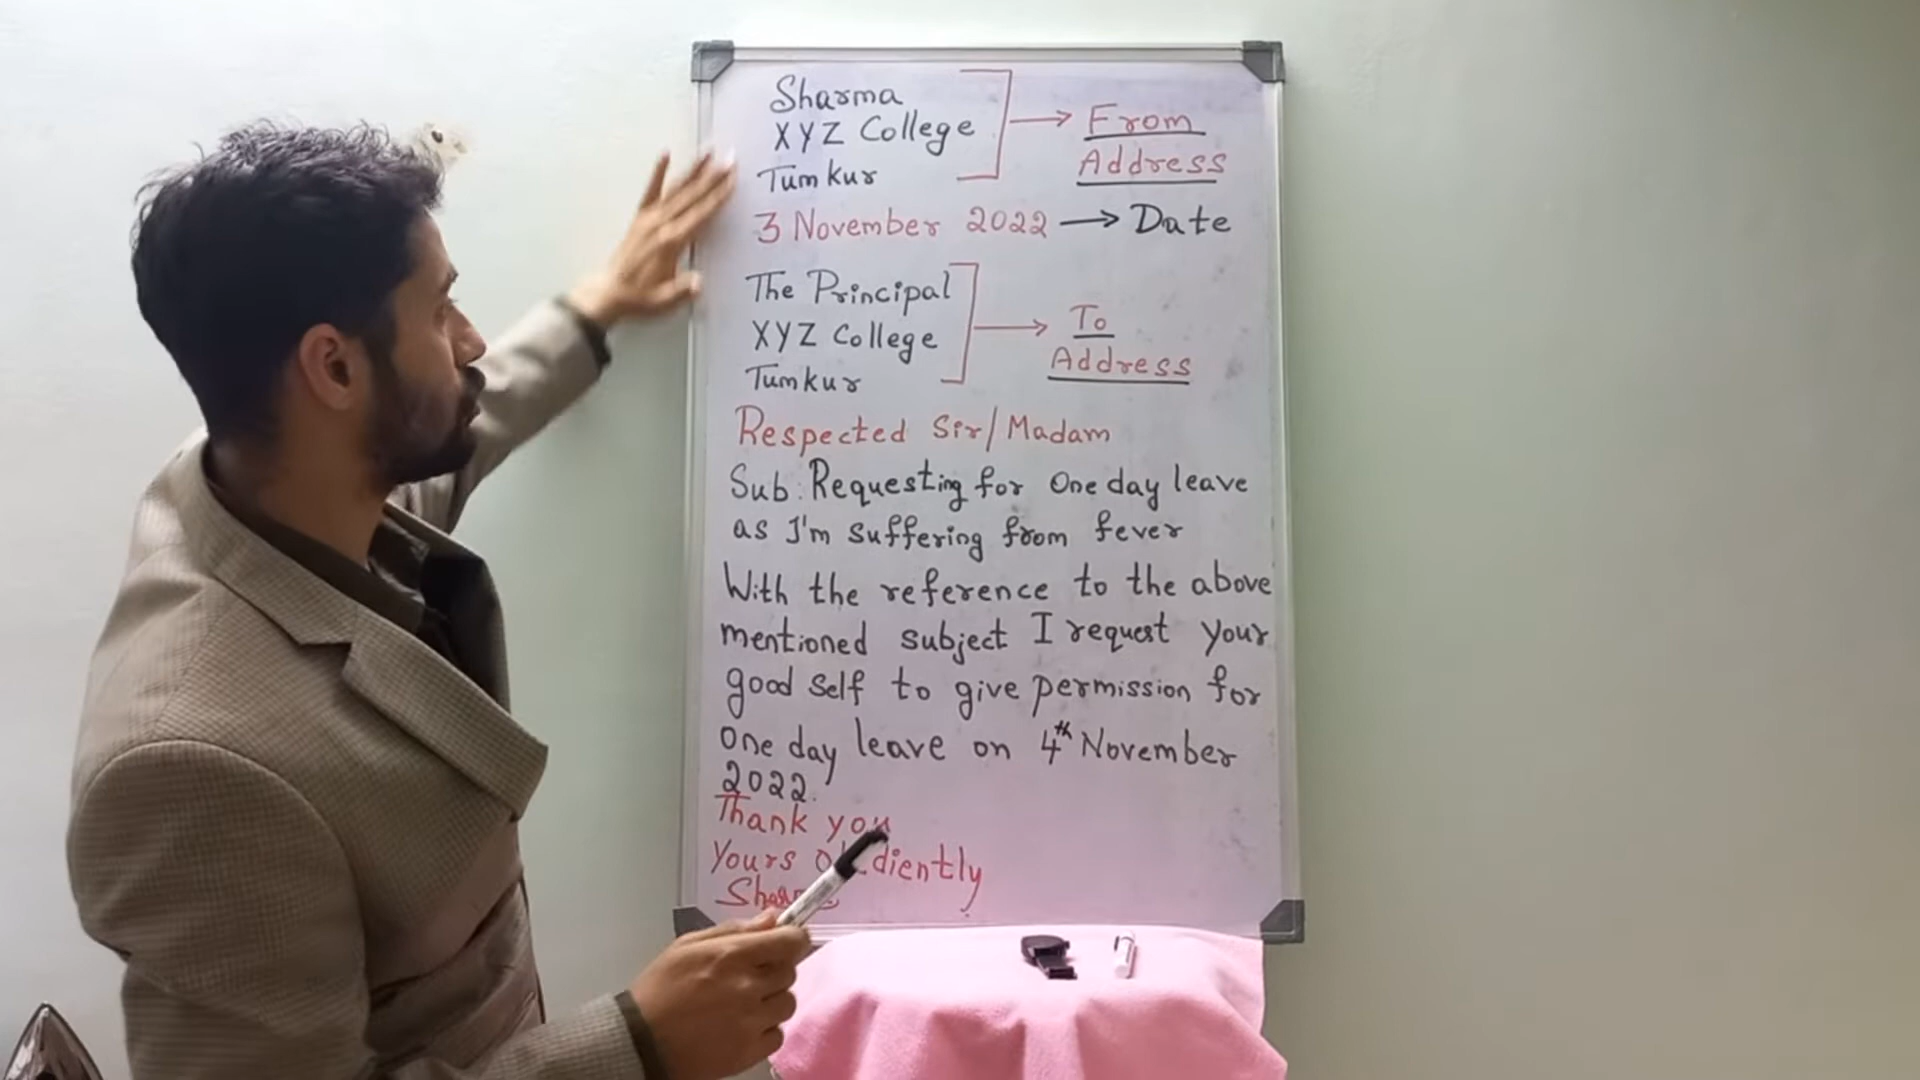 Sharma
XYZ College
Tumkur
From
Address
3 November 2022 → Date
The Principal
XYZ College
Tumkur
To
Address
Respected Sir/Madam
Sub: Requesting for One day leave
as I'm suffering from fever
With the reference to the above
mentioned subject I request your
good self to give permission for
One day leave on 4th November
2022.
Thank you
Yours Obediently
Sharma